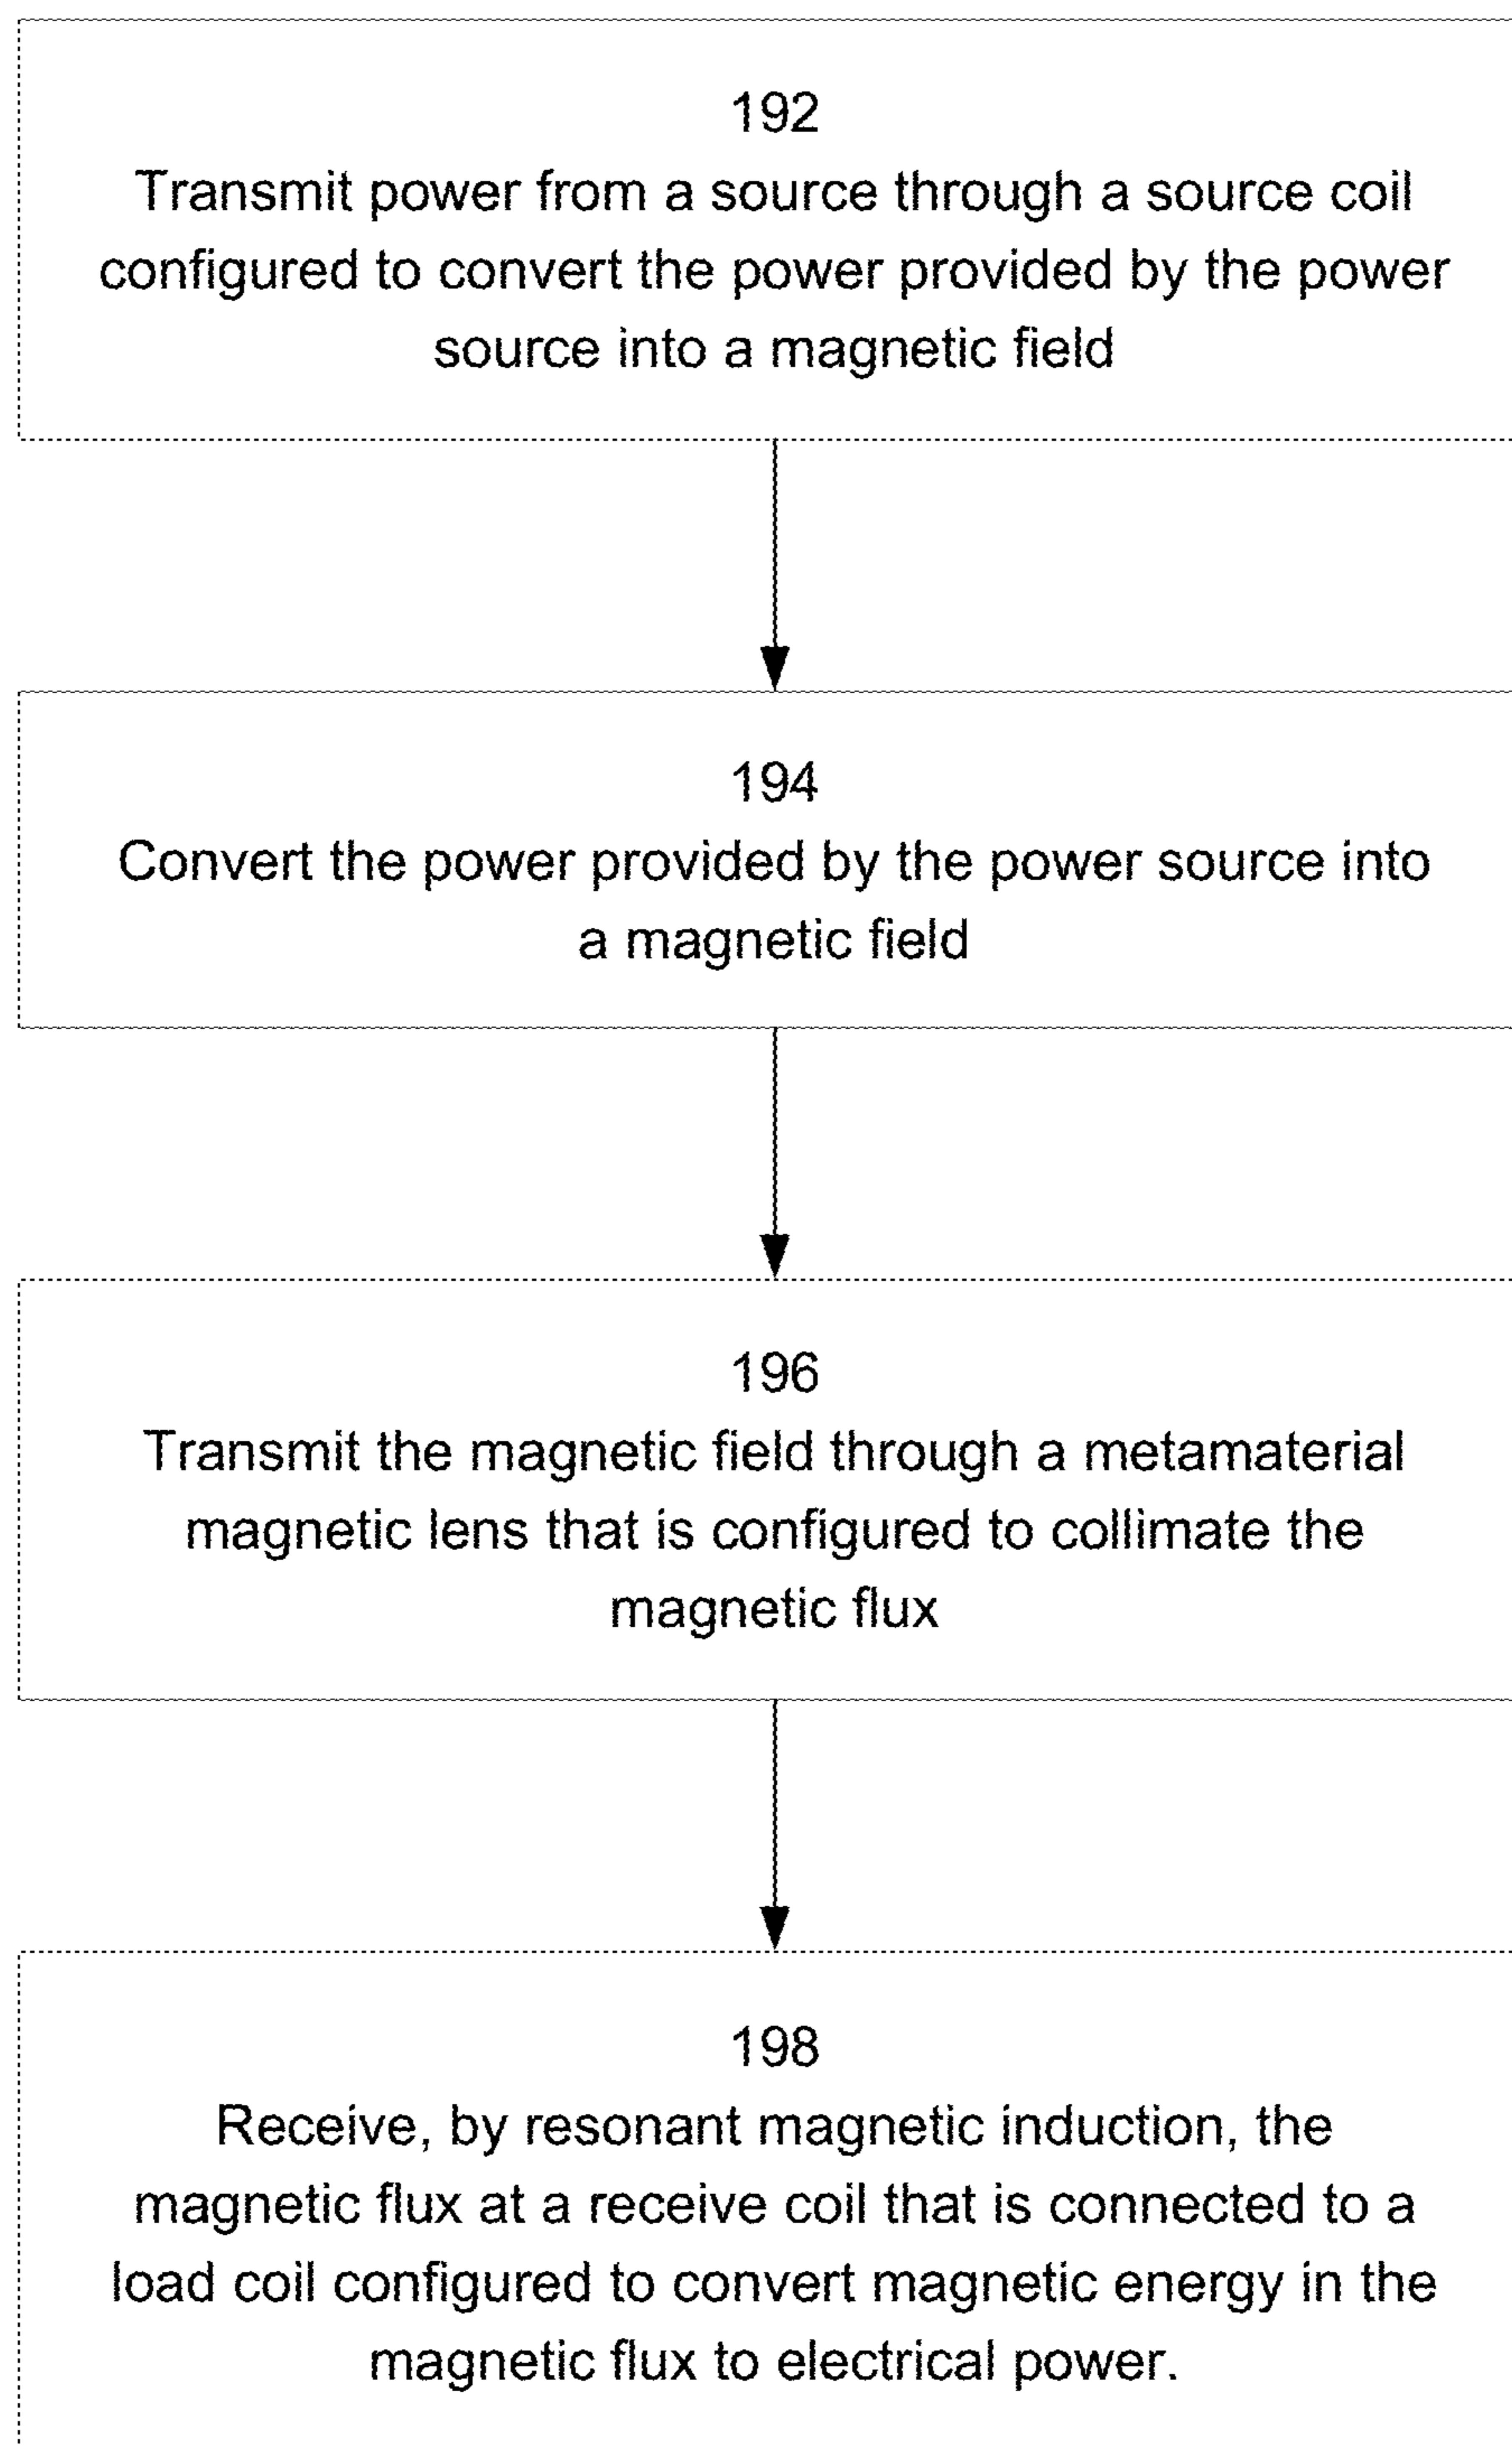 192
Transmit power from a source through a source coil
configured to convert the power provided by the power
source into a magnetic field
194
Convert the power provided by the power source into
a magnetic field
196
Transmit the magnetic field through a metamaterial
magnetic lens that is configured to collimate the
magnetic flux
198
Receive, by resonant magnetic induction, the
magnetic flux at a receive coil that is connected to a
load coil configured to convert magnetic energy in the
magnetic flux to electrical power.